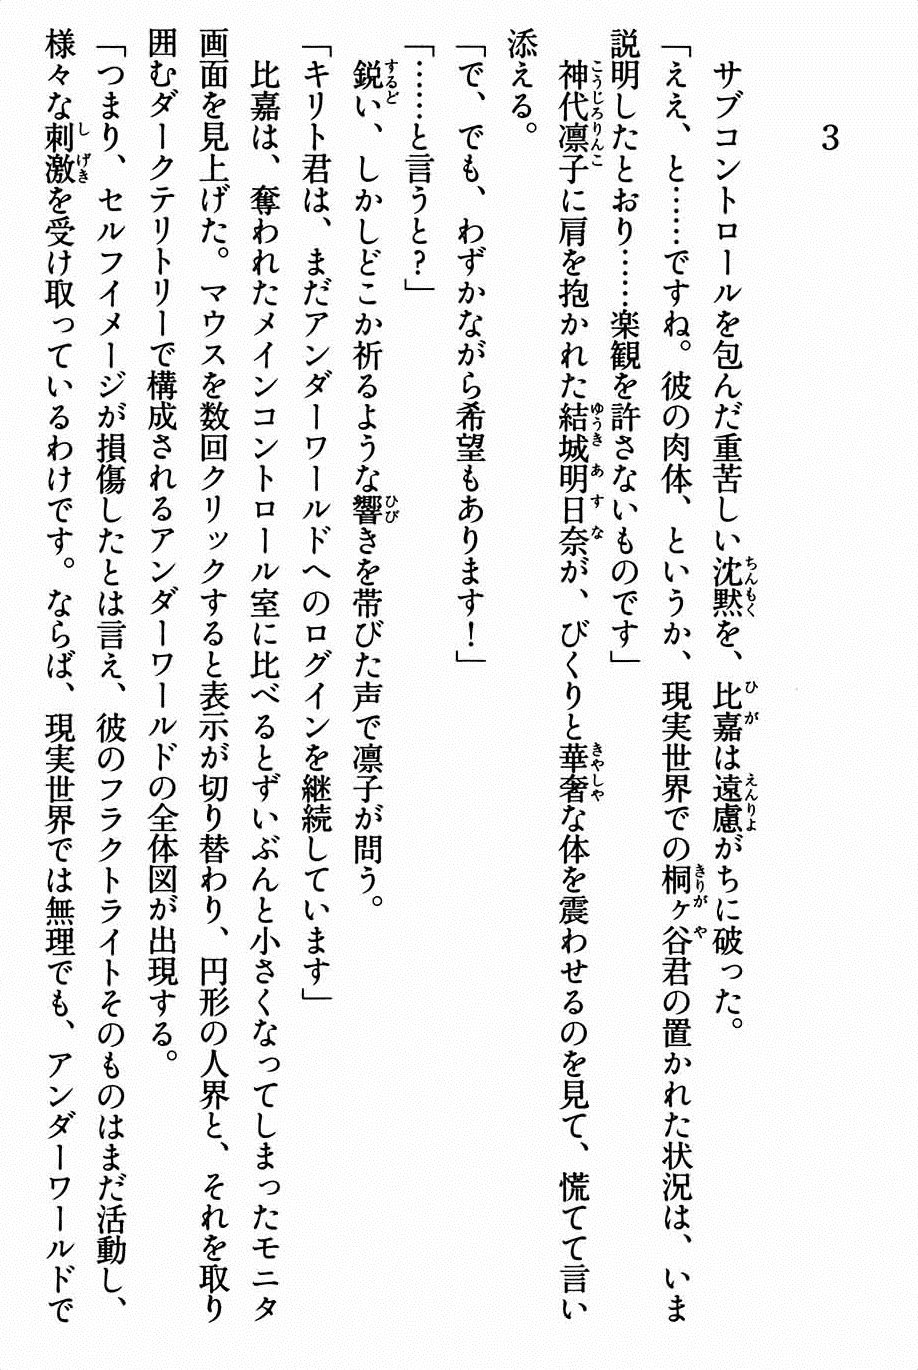 3
サブコントロールを包んだ重苦しい沈黙を、比嘉は遠慮がちに破った。
「ええ、と……ですね。彼の肉体、というか、現実世界での桐ヶ谷君の置かれた状況は、いま
説明したとおり……楽観を許さないものです」
神代凛子に肩を抱かれた結城明日奈が、びくりと華奢な体を震わせるのを見て、慌てて言い
添える。
「で、でも、わずかながら希望もあります！」
「……と言うと？」
鋭い、しかしどこか祈るような響きを帯びた声で凛子が問う。
「キリト君は、まだアンダーワールドへのログインを継続しています」
比嘉は、奪われたメインコントロール室に比べるとずいぶんと小さくなってしまったモニタ
画面を見上げた。マウスを数回クリックすると表示が切り替わり、円形の人界と、それを取り
囲むダークテリトリーで構成されるアンダーワールドの全体図が出現する。
「つまり、セルフイメージが損傷したとは言え、彼のフラクトライトそのものはまだ活動し、
様々な刺激を受け取っているわけです。ならば、現実世界では無理でも、アンダーワールドで